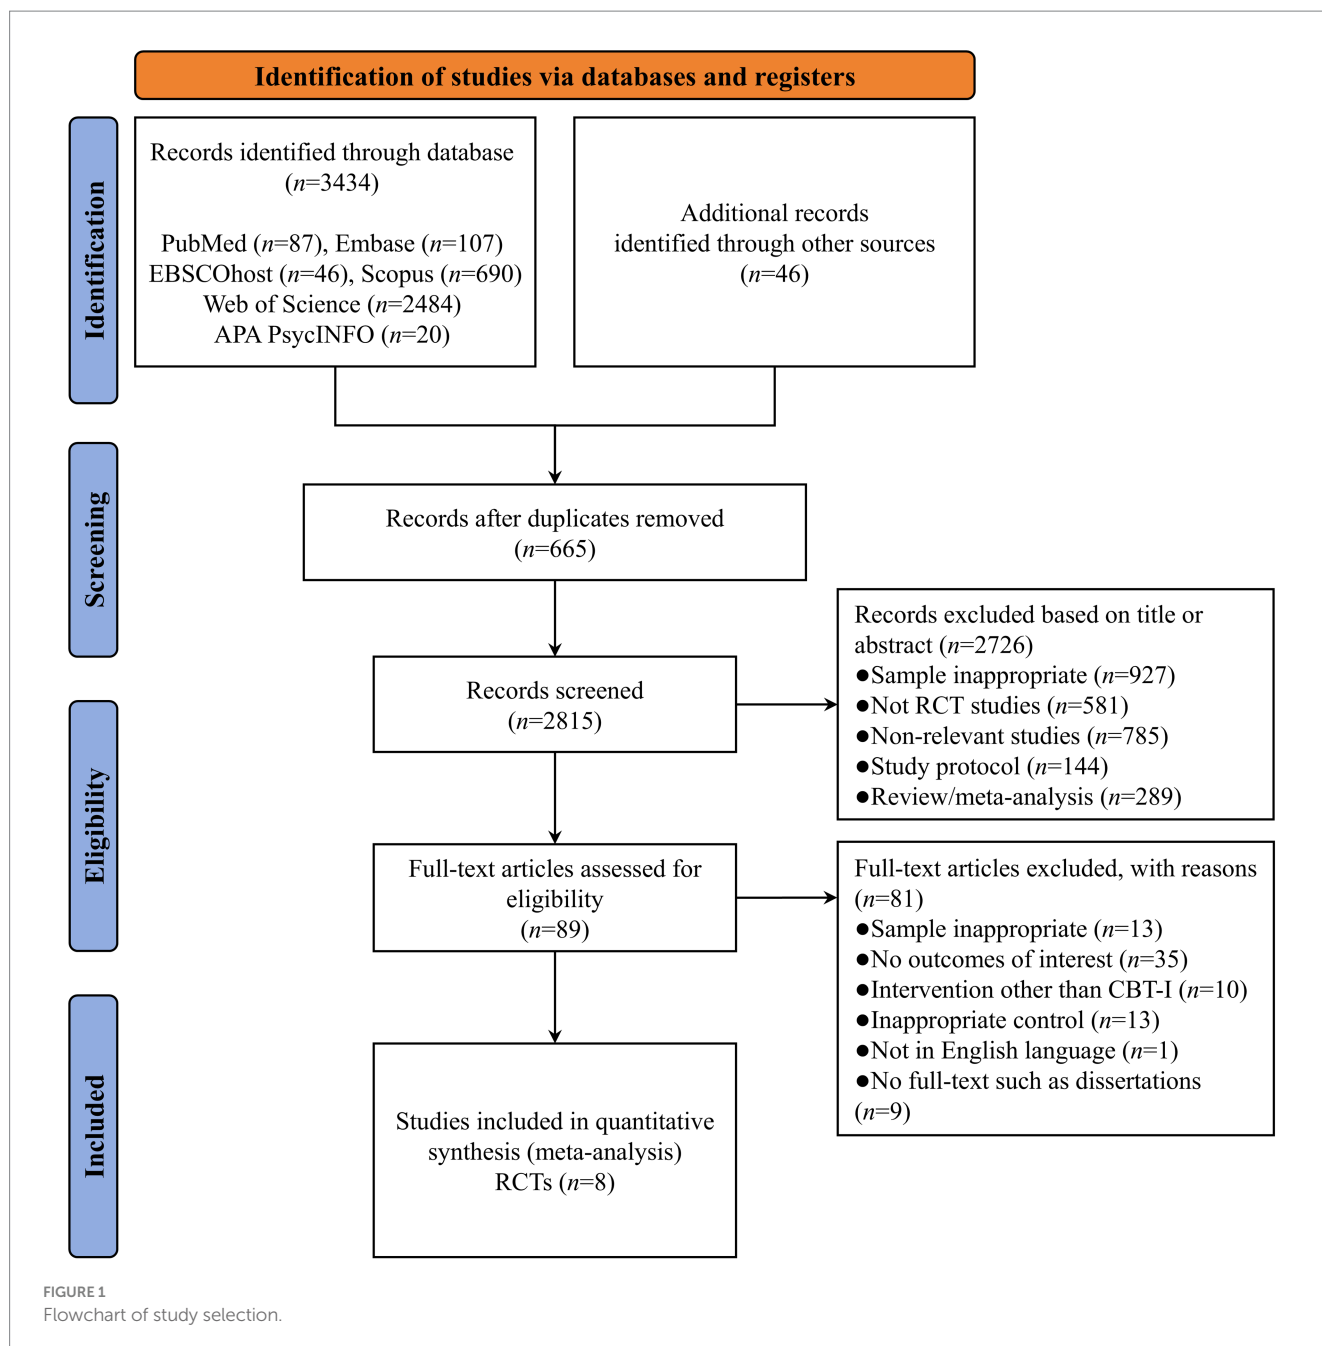 Identification of studies via databases and registers
Identification
Records identified through database
(n=3434)
PubMed (n=87), Embase (n=107)
EBSCOhost (n=46), Scopus (n=690)
Web of Science (n=2484)
APA PsycINFO (n=20)
Additional records
identified through other sources
(n=46)
Screening
Records after duplicates removed
(n=665)
Records screened
(n=2815)
Records excluded based on title or
abstract (n=2726)
●Sample inappropriate (n=927)
●Not RCT studies (n=581)
●Non-relevant studies (n=785)
●Study protocol (n=144)
●Review/meta-analysis (n=289)
Eligibility
Full-text articles assessed for
eligibility
(n=89)
Full-text articles excluded, with reasons
(n=81)
●Sample inappropriate (n=13)
●No outcomes of interest (n=35)
●Intervention other than CBT-I (n=10)
●Inappropriate control (n=13)
●Not in English language (n=1)
●No full-text such as dissertations
(n=9)
Included
Studies included in quantitative
synthesis (meta-analysis)
RCTs (n=8)
FIGURE 1
Flowchart of study selection.